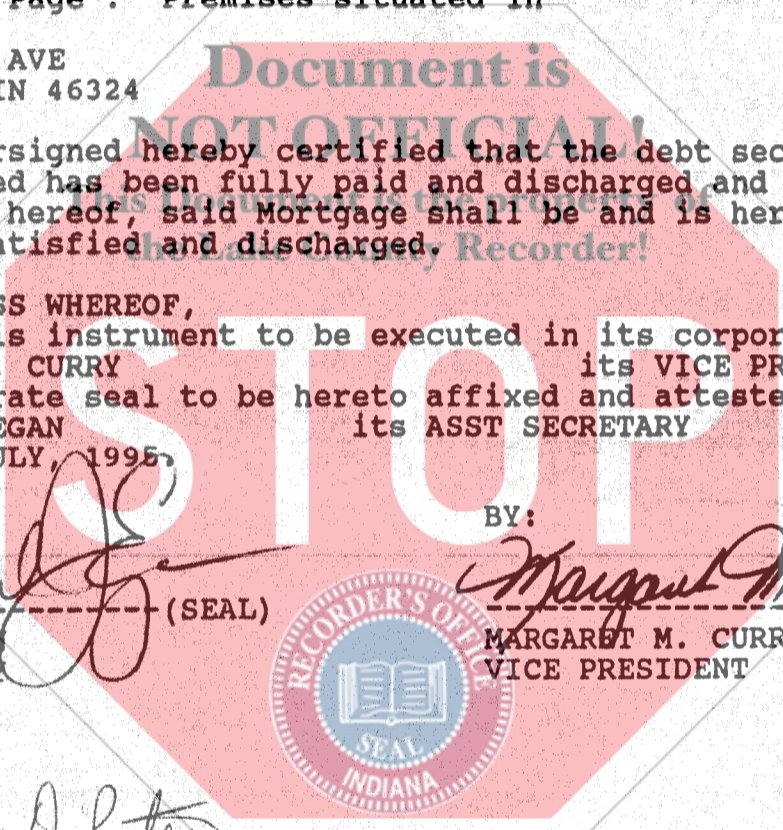 Page . Premises situated in
AVE
IN 46324
Document is
NOT OFFICIAL!
This Document is the property of
the Lake County Recorder!
rsigned hereby certified that the debt sec
ed has been fully paid and discharged and
hereof, said Mortgage shall be and is her
tisfied and discharged.
SS WHEREOF,
is instrument to be executed in its corpor
CURRY its VICE PR
rate seal to be hereto affixed and atteste
EGAN its ASST SECRETARY
ULY, 1995.
STOP
BY:
Margaret M
(SEAL)
MARGARET M. CURR
VICE PRESIDENT
RECORDER'S OFFICE
SEAL
INDIANA